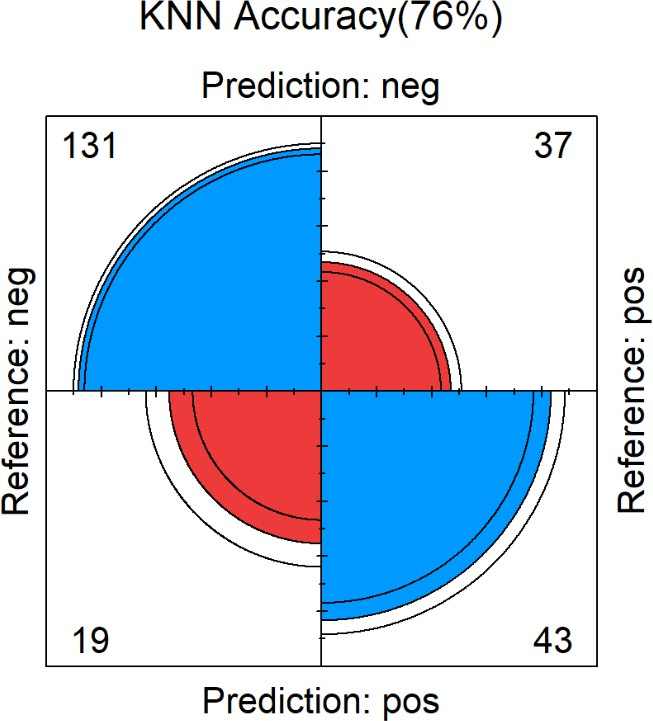 KNN Accuracy(76%)
Prediction: neg
131
37
Reference: neg
Reference: pos
19
43
Prediction: pos